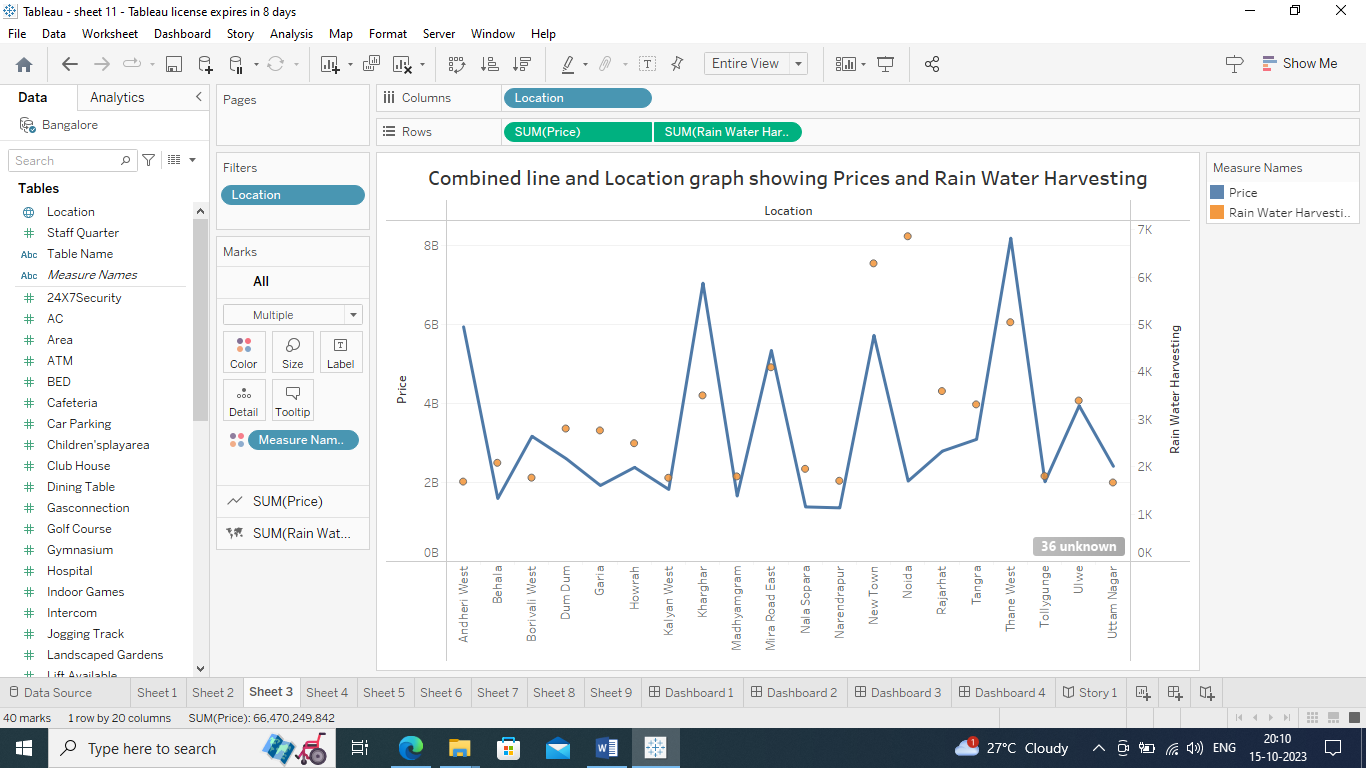 Tableau - sheet 11 - Tableau license expires in 8 days
File Data Worksheet Dashboard Story Analysis Map Format Server Window Help
Entire View
Show Me
Data Analytics
Bangalore
Search
Tables
Location
Staff Quarter
Abc Table Name
Abc Measure Names
24X7Security
AC
Area
ATM
BED
Cafeteria
Car Parking
Children'splayarea
Club House
Dining Table
Gasconnection
Golf Course
Gymnasium
Hospital
Indoor Games
Intercom
Jogging Track
Landscaped Gardens
Lift Available
Pages
Filters
Location
Marks
All
Multiple
Color Size Label
Detail Tooltip
Measure Nam..
SUM(Price)
SUM(Rain Wat...
Columns Location
Rows SUM(Price) SUM(Rain Water Har..
Combined line and Location graph showing Prices and Rain Water Harvesting
Location
8B
6B
4B
2B
0B
Price
7K
6K
5K
4K
3K
2K
1K
0K
Rain Water Harvesting
36 unknown
Andheri West
Behala
Borivali West
Dum Dum
Garia
Howrah
Kalyan West
Kharghar
Madhyamgram
Mira Road East
Nala Sopara
Narendrapur
New Town
Noida
Rajarhat
Tangra
Thane West
Tollygunge
Ulwe
Uttam Nagar
Measure Names
Price
Rain Water Harvesti..
Data Source Sheet 1 Sheet 2 Sheet 3 Sheet 4 Sheet 5 Sheet 6 Sheet 7 Sheet 8 Sheet 9 Dashboard 1 Dashboard 2 Dashboard 3 Dashboard 4 Story 1
40 marks 1 row by 20 columns SUM(Price): 66,470,249,842
Type here to search
1
27°C Cloudy
ENG
20:10
15-10-2023